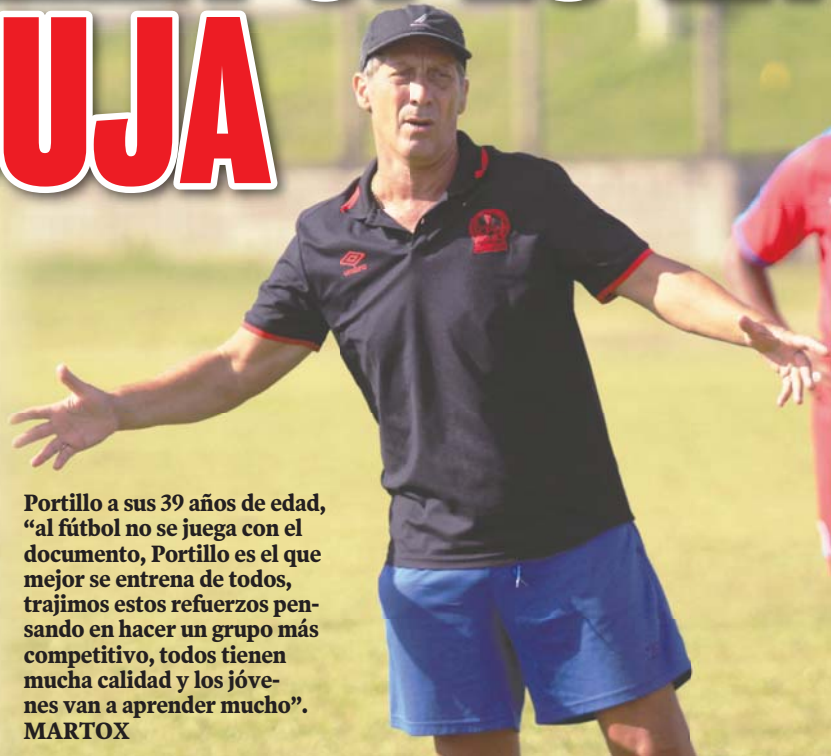 UJA
umbro
Portillo a sus 39 años de edad,
“al fútbol no se juega con el
documento, Portillo es el que
mejor se entrena de todos,
trajimos estos refuerzos pen-
sando en hacer un grupo más
competitivo, todos tienen
mucha calidad y los jóve-
nes van a aprender mucho”.
MARTOX